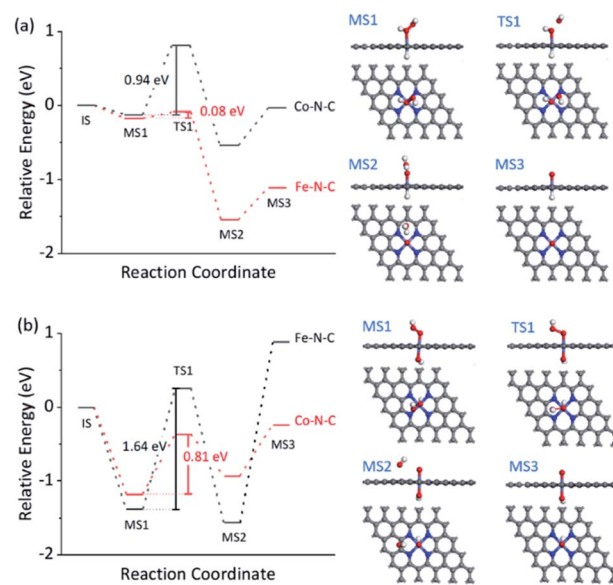 (a)
Relative Energy (eV)
1
0
-1
-2
IS
MS1
TS1
MS2
MS3
0.94 eV
0.08 eV
Co-N-C
Fe-N-C
Reaction Coordinate
MS1
TS1
MS2
MS3
(b)
Relative Energy (eV)
1
0
-1
-2
IS
MS1
TS1
MS2
MS3
1.64 eV
0.81 eV
Fe-N-C
Co-N-C
Reaction Coordinate
MS1
TS1
MS2
MS3